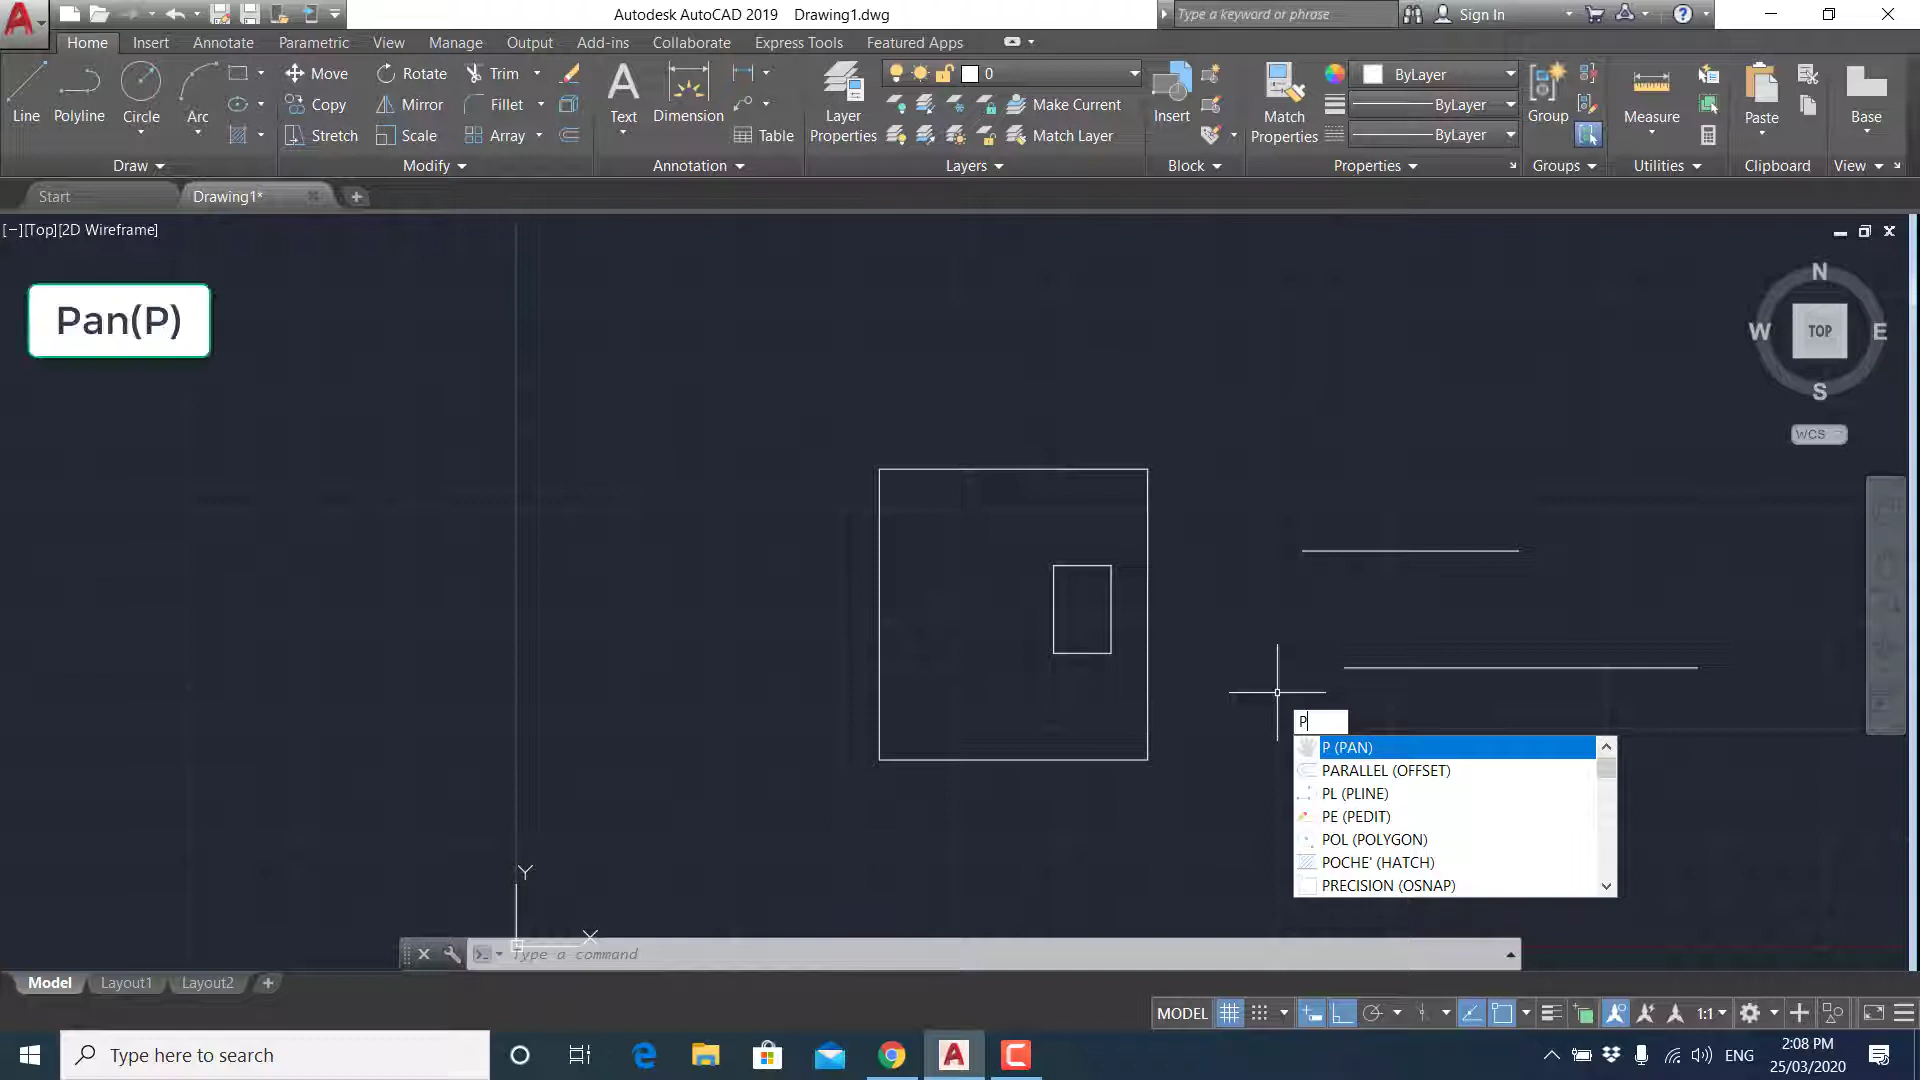 Autodesk AutoCAD 2019 Drawing1.dwg
Type a keyword or phrase
Sign In
Home Insert Annotate Parametric View Manage Output Add-ins Collaborate Express Tools Featured Apps
Line Polyline Circle Arc
Draw
Move Rotate Trim
Copy Mirror Fillet
Stretch Scale Array
Modify
Text Dimension Table
Annotation
Layer Properties
0
Make Current
Match Layer
Layers
Insert
Block
Match Properties
ByLayer
ByLayer
ByLayer
Properties
Group
Groups
Measure
Utilities
Paste
Clipboard
Base
View
Start Drawing1*
[−][Top][2D Wireframe]
Pan(P)
N
W TOP E
S
WCS
P
P (PAN)
PARALLEL (OFFSET)
PL (PLINE)
PE (PEDIT)
POL (POLYGON)
POCHE' (HATCH)
PRECISION (OSNAP)
Y
X
Type a command
Model Layout1 Layout2
MODEL 1:1
Type here to search
ENG
2:08 PM
25/03/2020